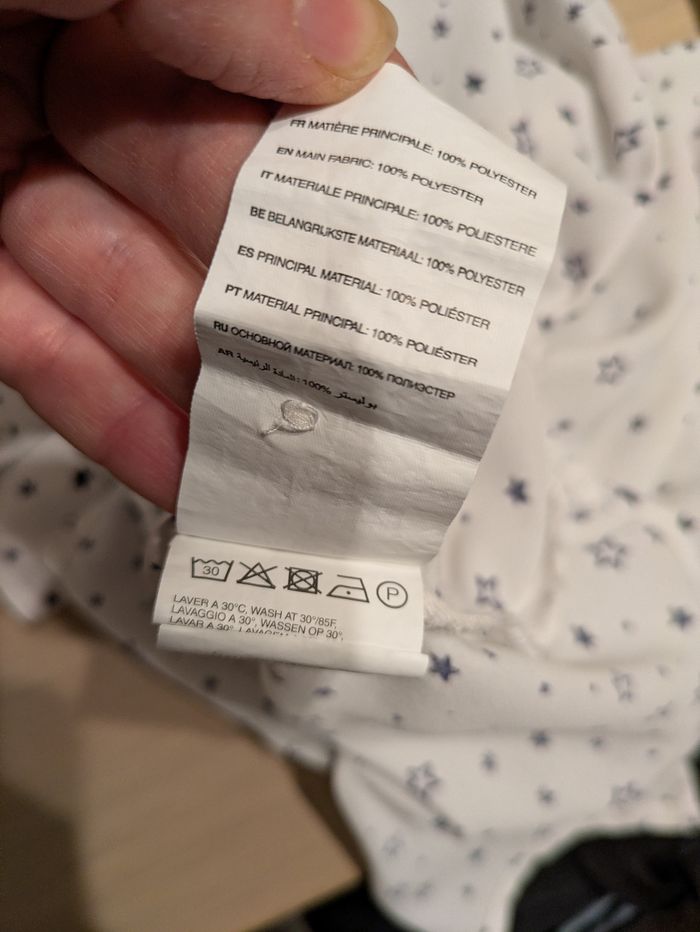 FR MATIÈRE PRINCIPALE: 100% POLYESTER
EN MAIN FABRIC: 100% POLYESTER
IT MATERIALE PRINCIPALE: 100% POLIESTERE
BE BELANGRIJKSTE MATERIAAL: 100% POLYESTER
ES PRINCIPAL MATERIAL: 100% POLIÉSTER
PT MATERIAL PRINCIPAL: 100% POLIÉSTER
RU ОСНОВНОЙ МАТЕРИАЛ: 100% ПОЛИЭСТЕР
AR المادة الرئيسية: 100% بوليستر
30 P
LAVER A 30°C, WASH AT 30°/85F,
LAVAGGIO A 30°, WASSEN OP 30°,
LAVAR A 30°